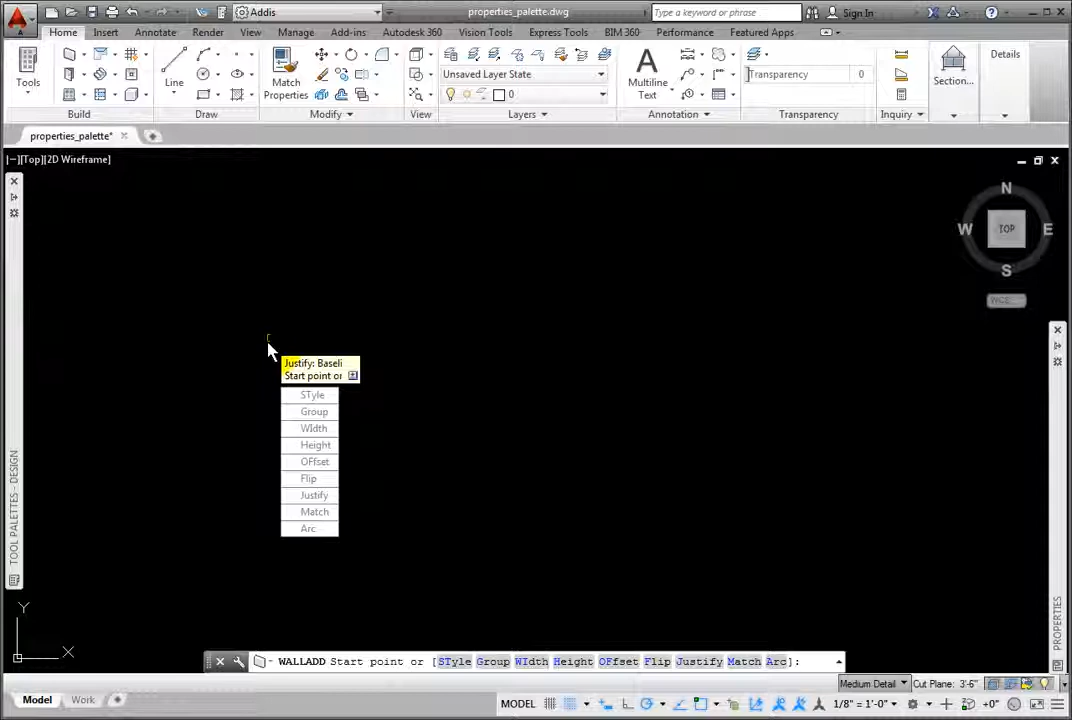 Addis
properties_palette.dwg
Type a keyword or phrase
Sign In
Home
Insert
Annotate
Render
View
Manage
Add-ins
Autodesk 360
Vision Tools
Express Tools
BIM 360
Performance
Featured Apps
Tools
Line
Match
Properties
Unsaved Layer State
0
A
Multiline
Text
Transparency
0
Section...
Details
Build
Draw
Modify
View
Layers
Annotation
Transparency
Inquiry
properties_palette*
[−][Top][2D Wireframe]
N
W
TOP
E
S
Justify: Baseli
Start point or
STyle
Group
WIdth
Height
OFfset
Flip
Justify
Match
Arc
TOOL PALETTES - DESIGN
PROPERTIES
Y
X
WALLADD Start point or [STyle Group WIdth Height OFfset Flip Justify Match Arc]:
Medium Detail
Cut Plane: 3'-6"
Model
Work
MODEL
1/8" = 1'-0"
+0"